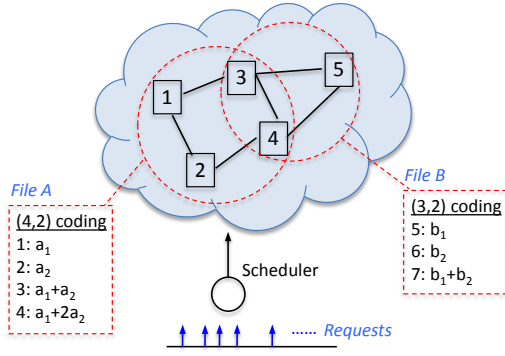 1
3
5
2
4
File A
(4,2) coding
1: a₁
2: a₂
3: a₁+a₂
4: a₁+2a₂
File B
(3,2) coding
5: b₁
6: b₂
7: b₁+b₂
Scheduler
...... Requests